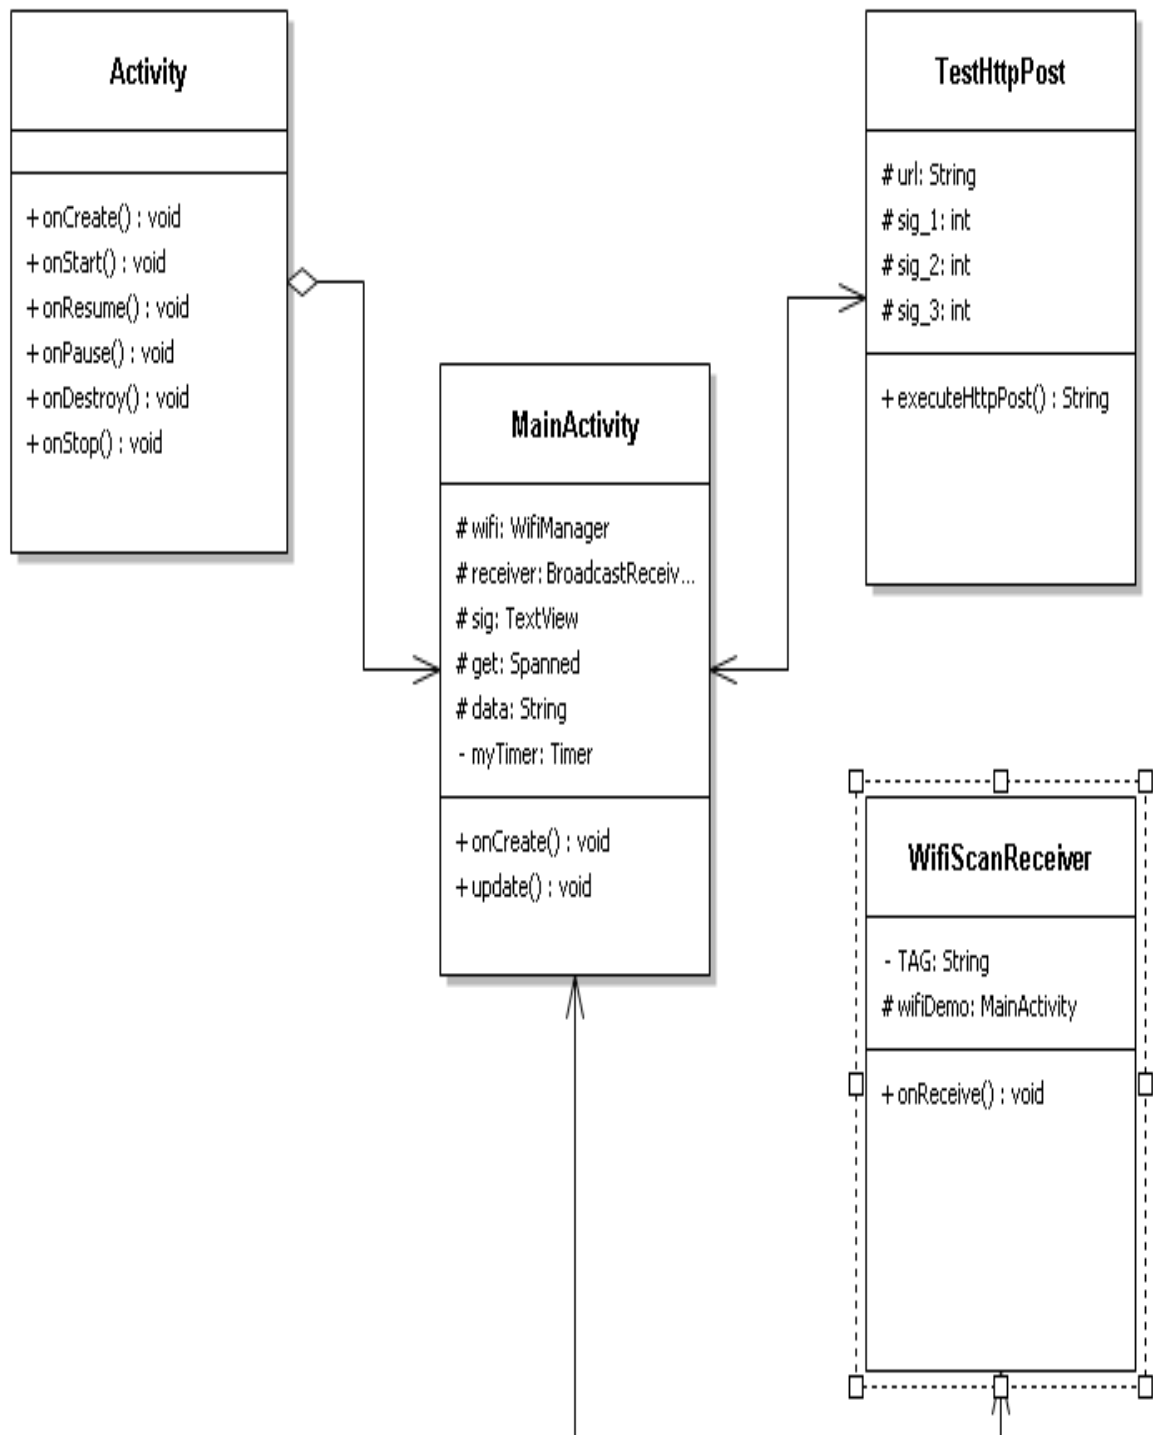 Activity
+ onCreate() : void
+ onStart() : void
+ onResume() : void
+ onPause() : void
+ onDestroy() : void
+ onStop() : void
TestHttpPost
# url: String
# sig_1: int
# sig_2: int
# sig_3: int
+ executeHttpPost() : String
MainActivity
# wifi: WifiManager
# receiver: BroadcastReceiv...
# sig: TextView
# get: Spanned
# data: String
- myTimer: Timer
+ onCreate() : void
+ update() : void
WifiScanReceiver
- TAG: String
# wifiDemo: MainActivity
+ onReceive() : void